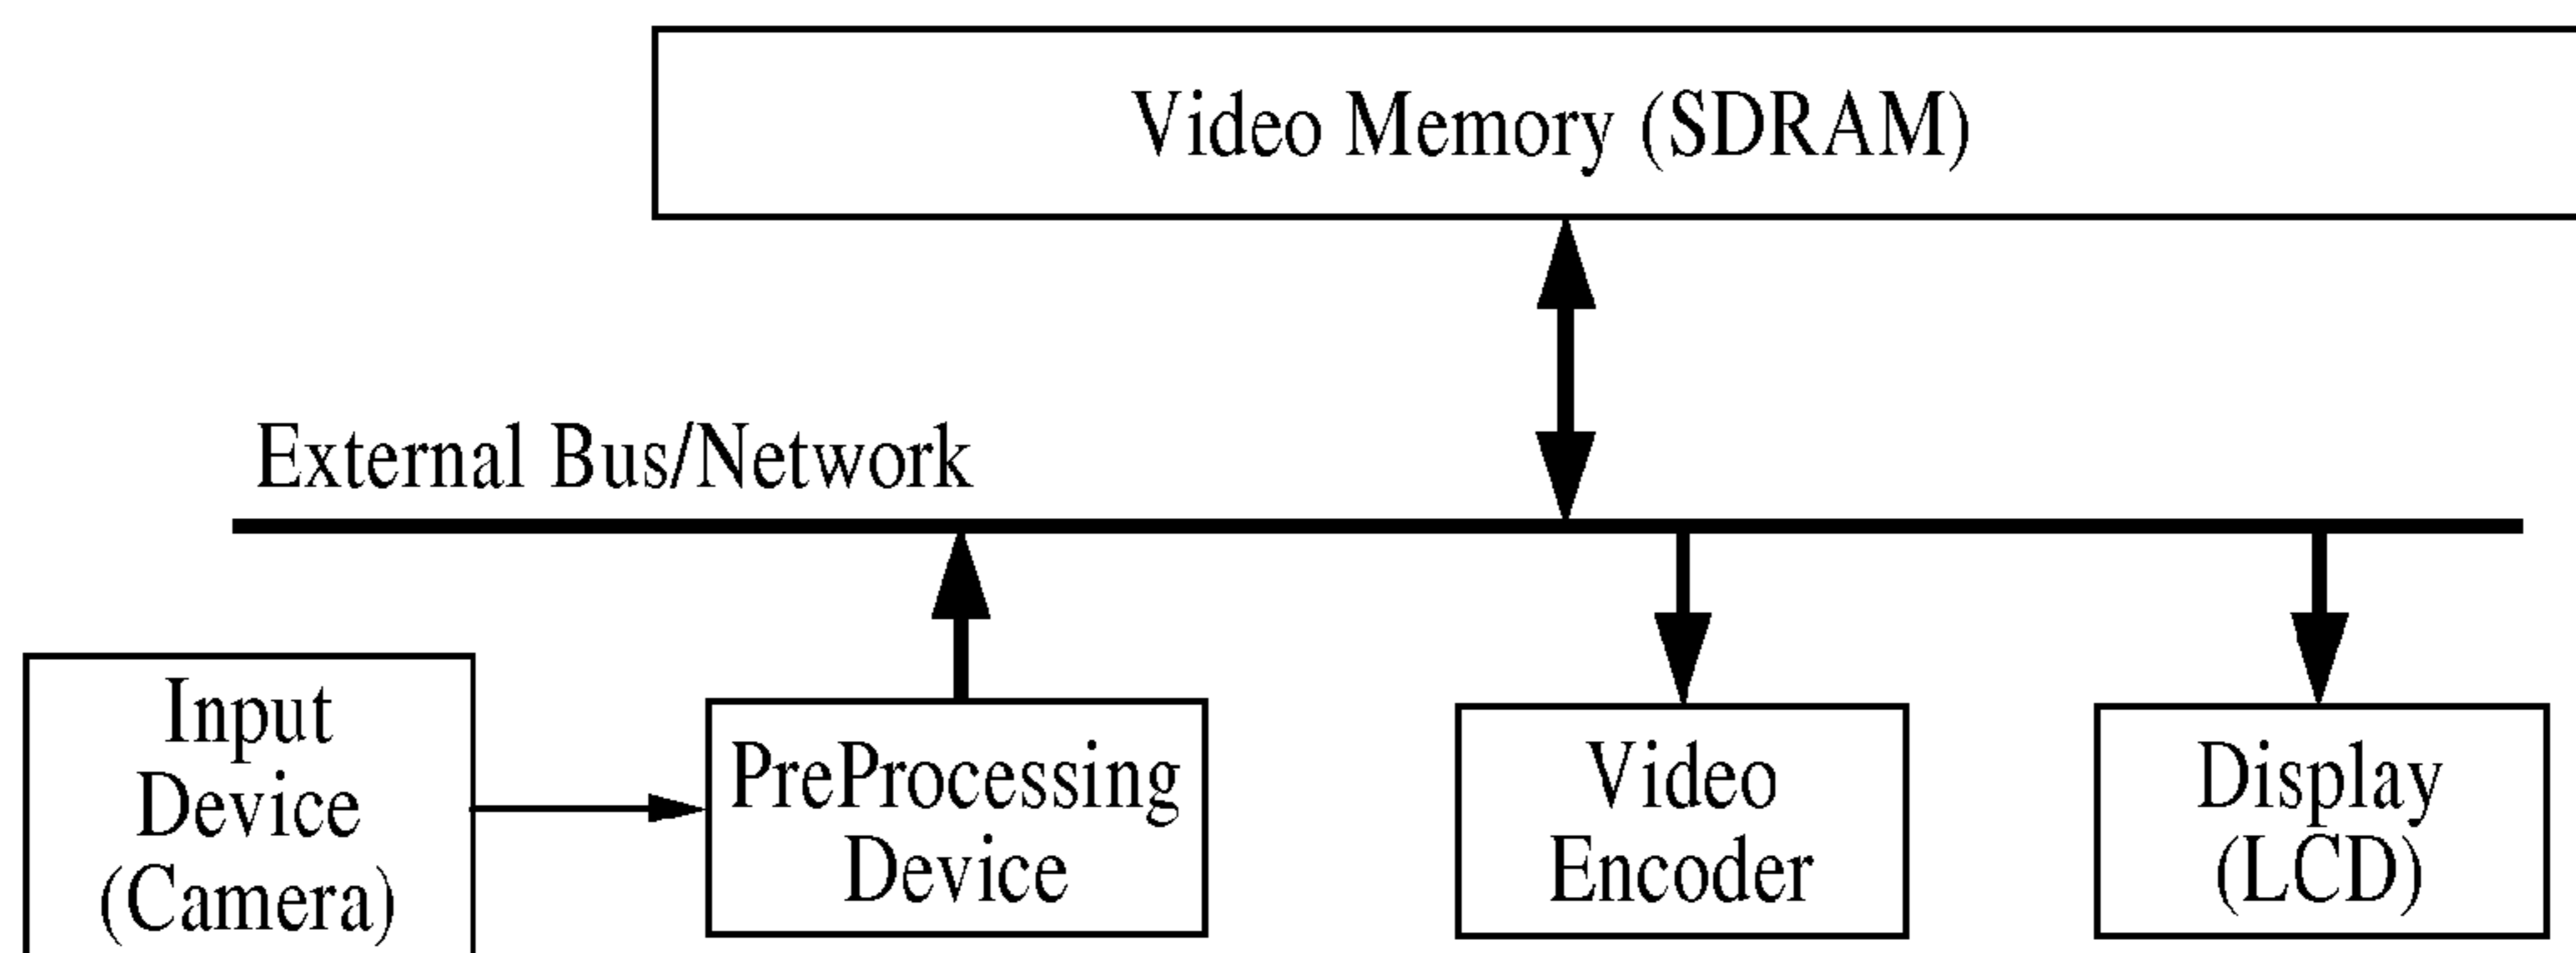 Video Memory (SDRAM)
External Bus/Network
Input
Device
(Camera)
PreProcessing
Device
Video
Encoder
Display
(LCD)